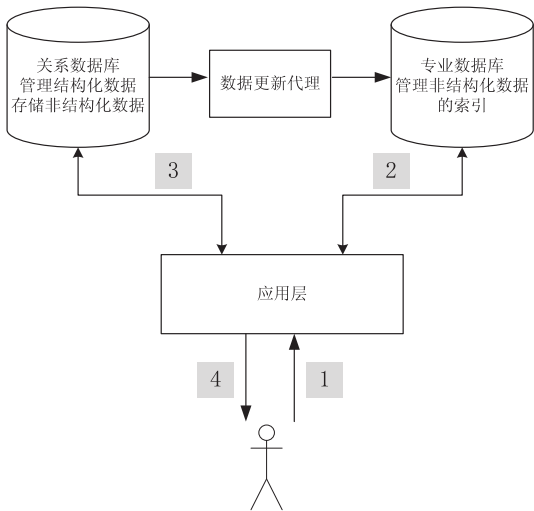 关系数据库
管理结构化数据
存储非结构化数据
数据更新代理
专业数据库
管理非结构化数据
的索引
3
2
应用层
4
1